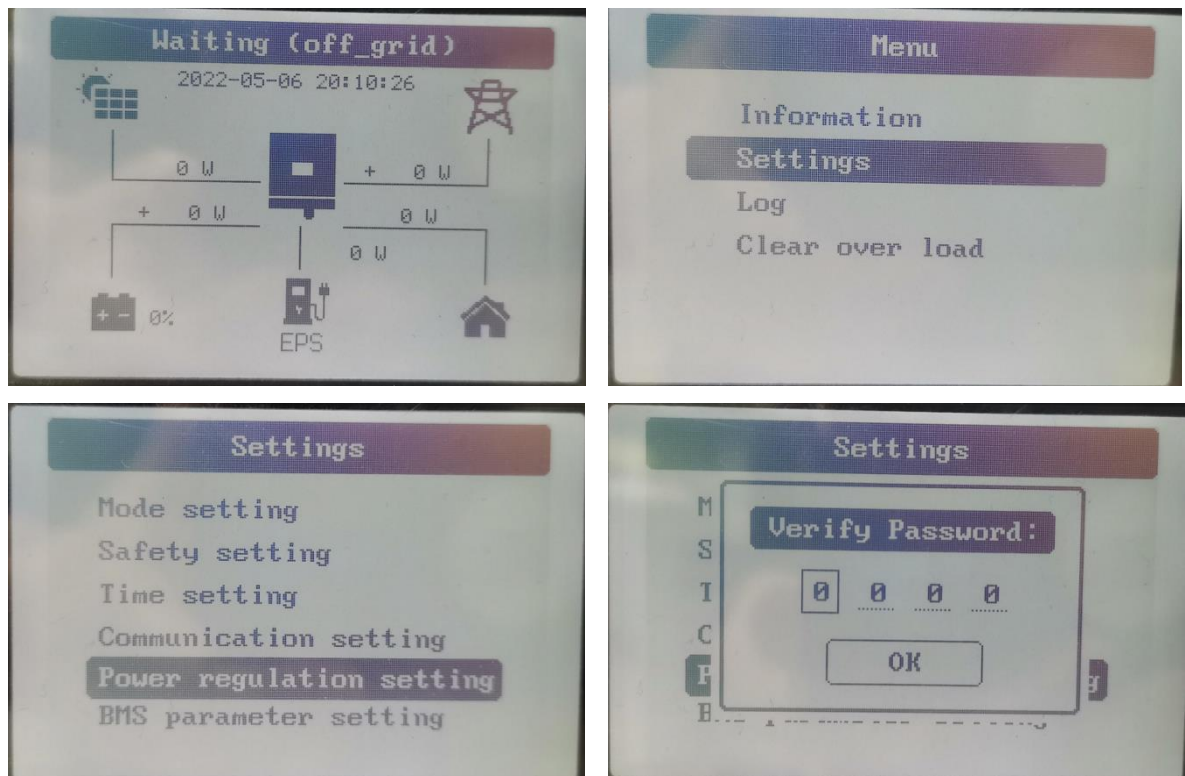 Waiting (off_grid)
2022-05-06 20:10:26
0 W
+ 0 W
+ 0 W
0 W
0 W
0%
EPS
Menu
Information
Settings
Log
Clear over load
Settings
Mode setting
Safety setting
Time setting
Communication setting
Power regulation setting
BMS parameter setting
Settings
Verify Password:
0 0 0 0
OK